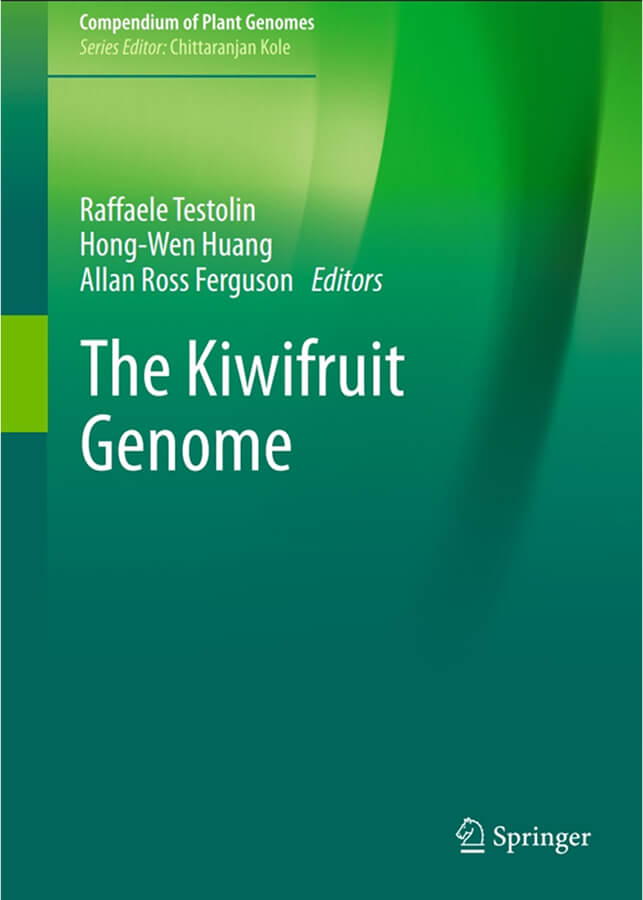 Compendium of Plant Genomes
Series Editor: Chittaranjan Kole
Raffaele Testolin
Hong-Wen Huang
Allan Ross Ferguson Editors
The Kiwifruit
Genome
Springer